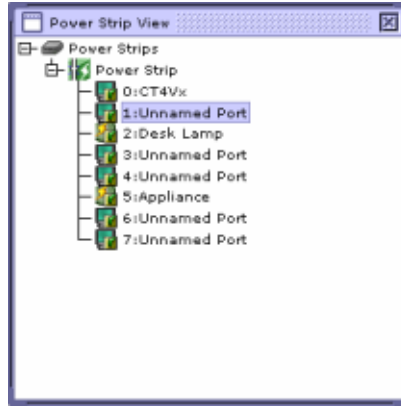 Power Strip View
Power Strips
Power Strip
0:CT4Vx
1:Unnamed Port
2:Desk Lamp
3:Unnamed Port
4:Unnamed Port
5:Appliance
6:Unnamed Port
7:Unnamed Port